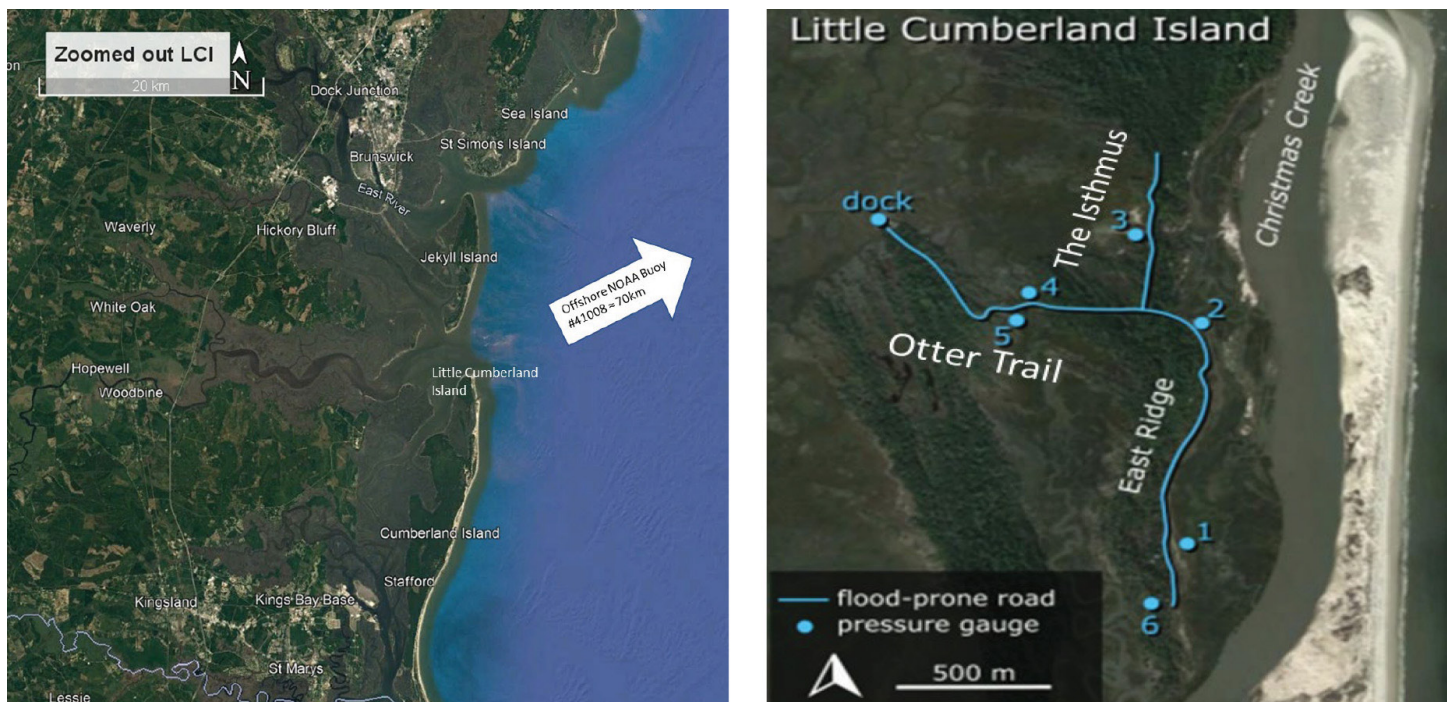 Zoomed out LCI
N
20 km
on
Dock Junction
Sea Island
St Simons Island
Brunswick
East River
Waverly
Hickory Bluff
Jekyll Island
Offshore NOAA Buoy
#41008 ≈ 70km
White Oak
Little Cumberland
Island
Hopewell
Woodbine
Cumberland Island
Stafford
Kingsland
Kings Bay Base
St Marys
Lessie
Little Cumberland Island
Christmas Creek
The Isthmus
dock
3
4
2
5
Otter Trail
East Ridge
1
6
flood-prone road
pressure gauge
500 m